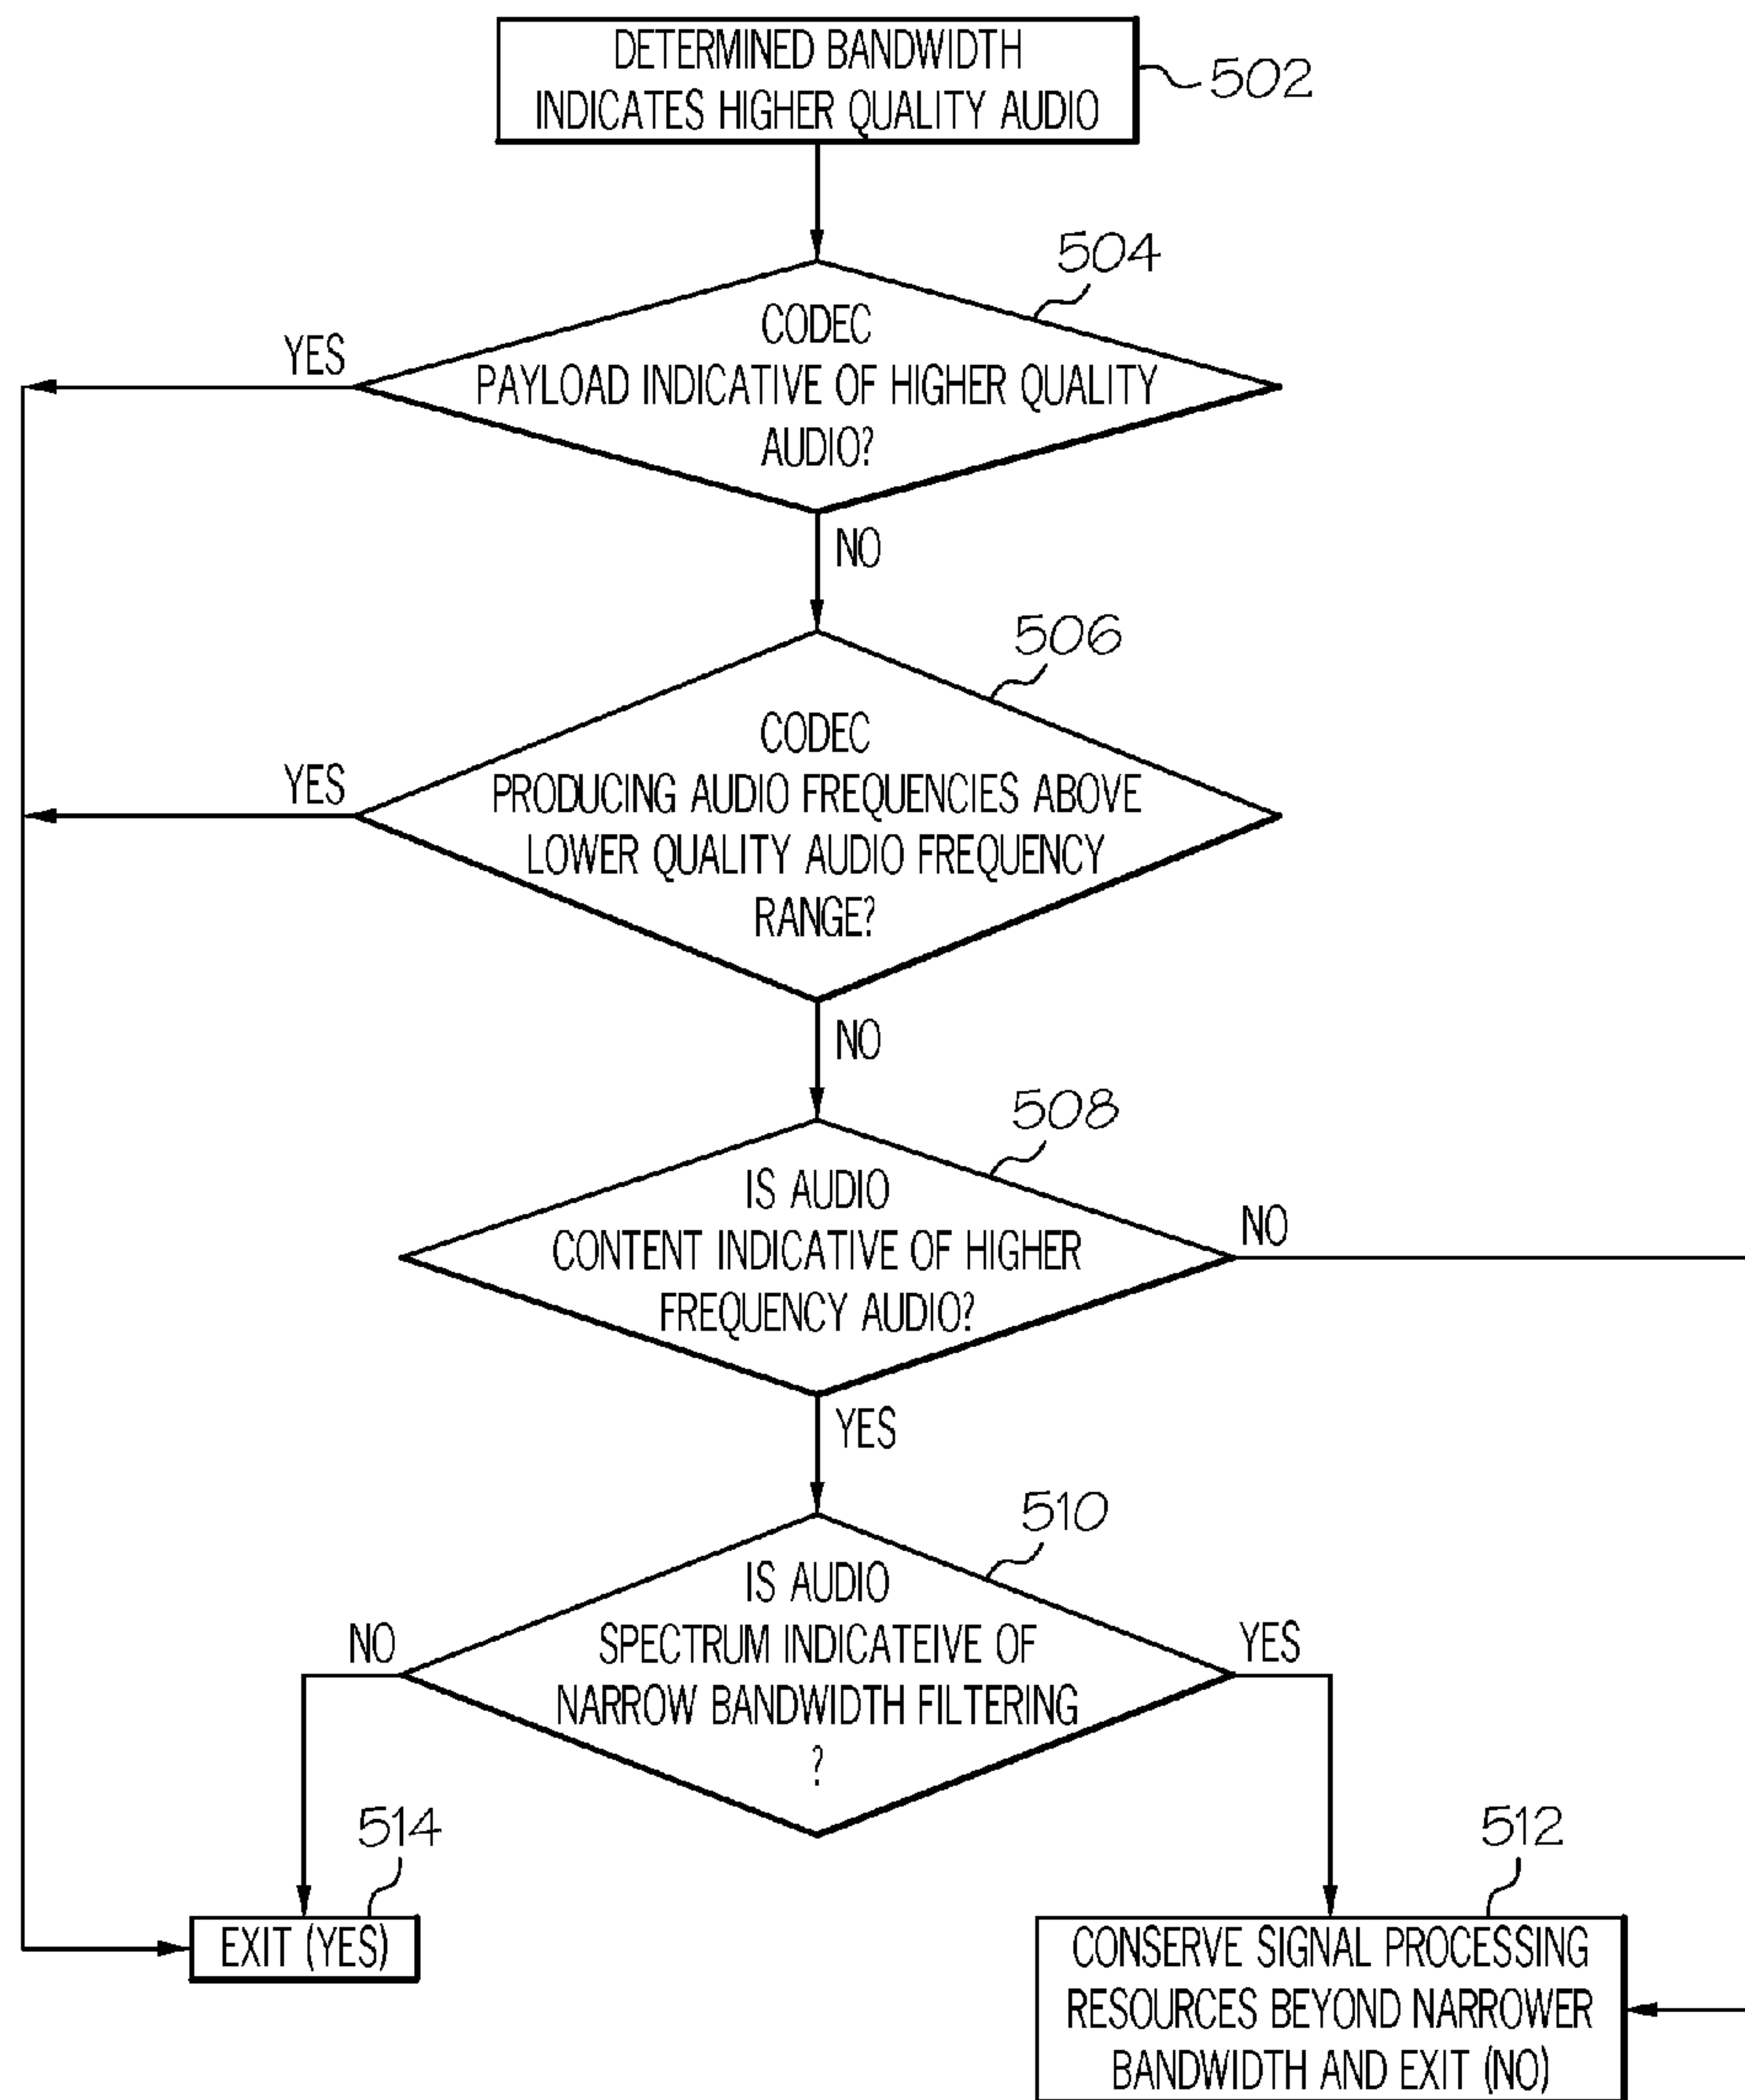 DETERMINED BANDWIDTH
INDICATES HIGHER QUALITY AUDIO
502
504
CODEC
PAYLOAD INDICATIVE OF HIGHER QUALITY
AUDIO?
YES
NO
506
CODEC
PRODUCING AUDIO FREQUENCIES ABOVE
LOWER QUALITY AUDIO FREQUENCY
RANGE?
YES
NO
508
IS AUDIO
CONTENT INDICATIVE OF HIGHER
FREQUENCY AUDIO?
NO
YES
510
IS AUDIO
SPECTRUM INDICATEIVE OF
NARROW BANDWIDTH FILTERING
?
NO
YES
514
EXIT (YES)
512
CONSERVE SIGNAL PROCESSING
RESOURCES BEYOND NARROWER
BANDWIDTH AND EXIT (NO)